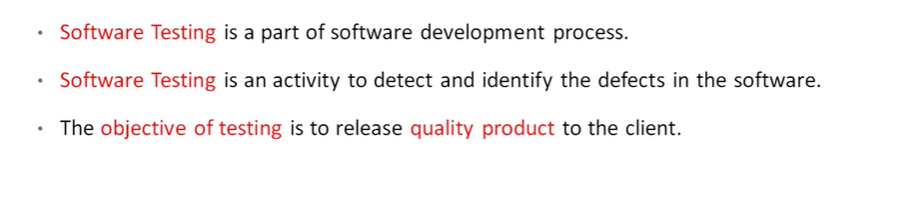 • Software Testing is a part of software development process.
• Software Testing is an activity to detect and identify the defects in the software.
• The objective of testing is to release quality product to the client.